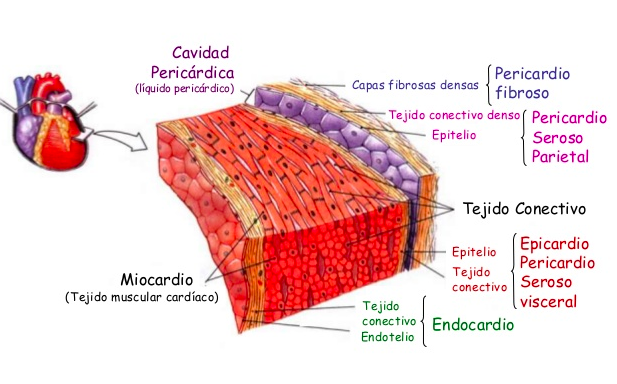 Cavidad
Pericárdica
(líquido pericárdico)
Capas fibrosas densas
Pericardio
fibroso
Tejido conectivo denso
Epitelio
Pericardio
Seroso
Parietal
Tejido Conectivo
Miocardio
(Tejido muscular cardíaco)
Epitelio
Tejido
conectivo
Epicardio
Pericardio
Seroso
visceral
Tejido
conectivo
Endotelio
Endocardio